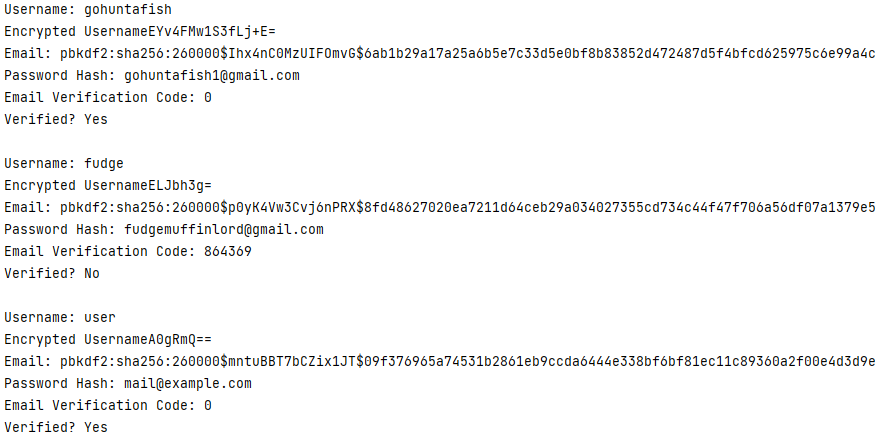 Username: gohuntafish
Encrypted UsernameEYv4FMw1S3fLj+E=
Email: pbkdf2:sha256:260000$Ihx4nC0MzUIFOmvG$6ab1b29a17a25a6b5e7c33d5e0bf8b83852d472487d5f4bfcd625975c6e99a4c
Password Hash: gohuntafish1@gmail.com
Email Verification Code: 0
Verified? Yes

Username: fudge
Encrypted UsernameELJbh3g=
Email: pbkdf2:sha256:260000$p0yK4Vw3Cvj6nPRX$8fd48627020ea7211d64ceb29a034027355cd734c44f47f706a56df07a1379e5
Password Hash: fudgemuffinlord@gmail.com
Email Verification Code: 864369
Verified? No

Username: user
Encrypted UsernameA0gRmQ==
Email: pbkdf2:sha256:260000$mntuBBT7bCZix1JT$09f376965a74531b2861eb9ccda6444e338bf6bf81ec11c89360a2f00e4d3d9e
Password Hash: mail@example.com
Email Verification Code: 0
Verified? Yes